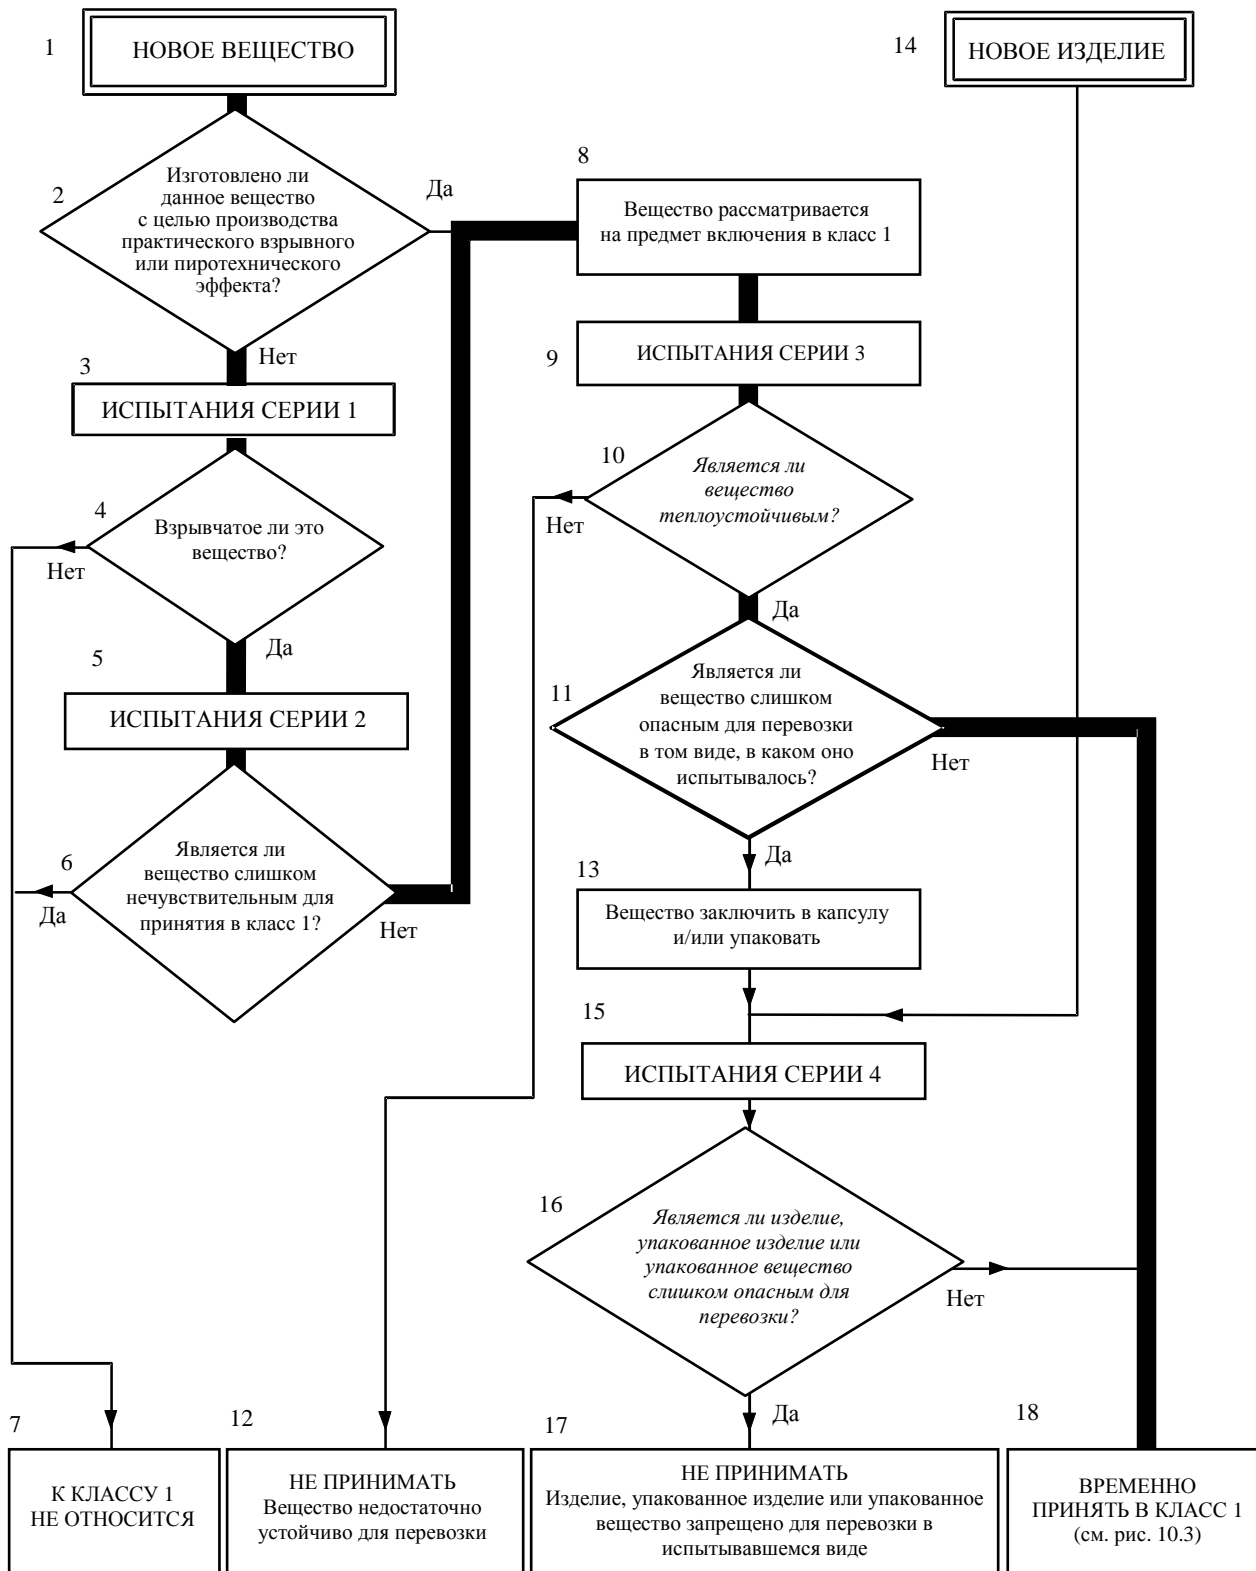 1
НОВОЕ ВЕЩЕСТВО
14
НОВОЕ ИЗДЕЛИЕ
2
Изготовлено ли
данное вещество
с целью производства
практического взрывного
или пиротехнического
эффекта?
Да
Нет
3
ИСПЫТАНИЯ СЕРИИ 1
4
Взрывчатое ли это
вещество?
Нет
Да
5
ИСПЫТАНИЯ СЕРИИ 2
6
Является ли
вещество слишком
нечувствительным для
принятия в класс 1?
Да
Нет
8
Вещество рассматривается
на предмет включения в класс 1
9
ИСПЫТАНИЯ СЕРИИ 3
10
Является ли
вещество
теплоустойчивым?
Нет
Да
11
Является ли
вещество слишком
опасным для перевозки
в том виде, в каком оно
испытывалось?
Нет
Да
13
Вещество заключить в капсулу
и/или упаковать
15
ИСПЫТАНИЯ СЕРИИ 4
16
Является ли изделие,
упакованное изделие или
упакованное вещество
слишком опасным для
перевозки?
Нет
Да
7
К КЛАССУ 1
НЕ ОТНОСИТСЯ
12
НЕ ПРИНИМАТЬ
Вещество недостаточно
устойчиво для перевозки
17
НЕ ПРИНИМАТЬ
Изделие, упакованное изделие или упакованное
вещество запрещено для перевозки в
испытывавшемся виде
18
ВРЕМЕННО
ПРИНЯТЬ В КЛАСС 1
(см. рис. 10.3)